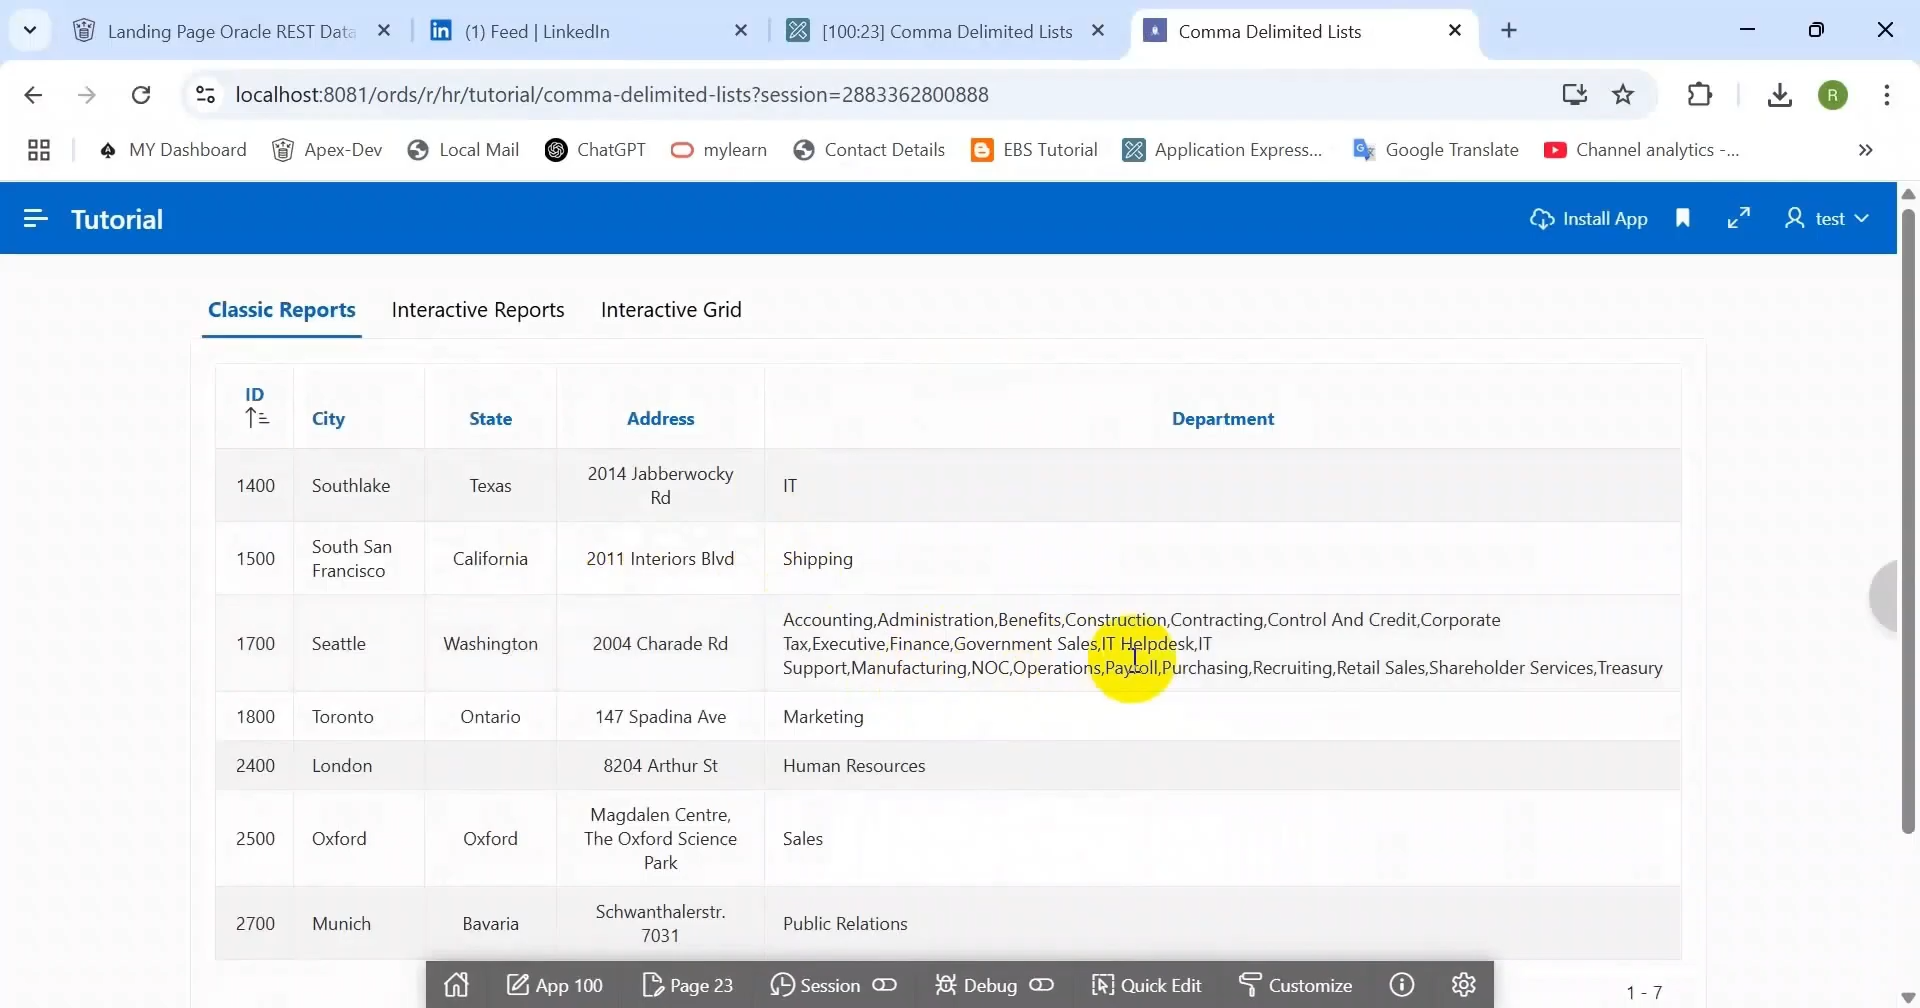 Landing Page Oracle REST Data
(1) Feed | LinkedIn
[100:23] Comma Delimited Lists
Comma Delimited Lists
localhost:8081/ords/r/hr/tutorial/comma-delimited-lists?session=2883362800888
R
MY Dashboard
Apex-Dev
Local Mail
ChatGPT
mylearn
Contact Details
EBS Tutorial
Application Express...
Google Translate
Channel analytics -...
Tutorial
Install App
test
Classic Reports
Interactive Reports
Interactive Grid
ID
City
State
Address
Department
1400
Southlake
Texas
2014 Jabberwocky
Rd
IT
1500
South San
Francisco
California
2011 Interiors Blvd
Shipping
1700
Seattle
Washington
2004 Charade Rd
Accounting,Administration,Benefits,Construction,Contracting,Control And Credit,Corporate
Tax,Executive,Finance,Government Sales,IT Helpdesk,IT
Support,Manufacturing,NOC,Operations,Payroll,Purchasing,Recruiting,Retail Sales,Shareholder Services,Treasury
1800
Toronto
Ontario
147 Spadina Ave
Marketing
2400
London
8204 Arthur St
Human Resources
2500
Oxford
Oxford
Magdalen Centre,
The Oxford Science
Park
Sales
2700
Munich
Bavaria
Schwanthalerstr.
7031
Public Relations
App 100
Page 23
Session
Debug
Quick Edit
Customize
1 - 7